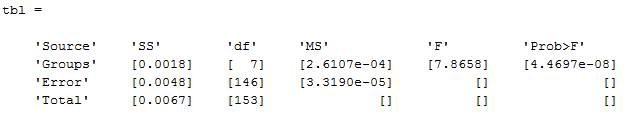 tbl =
'Source' 'SS' 'df' 'MS' 'F' 'Prob>F'
'Groups' [0.0018] [ 7] [2.6107e-04] [7.8658] [4.4697e-08]
'Error' [0.0048] [146] [3.3190e-05] [] []
'Total' [0.0067] [153] [] [] []